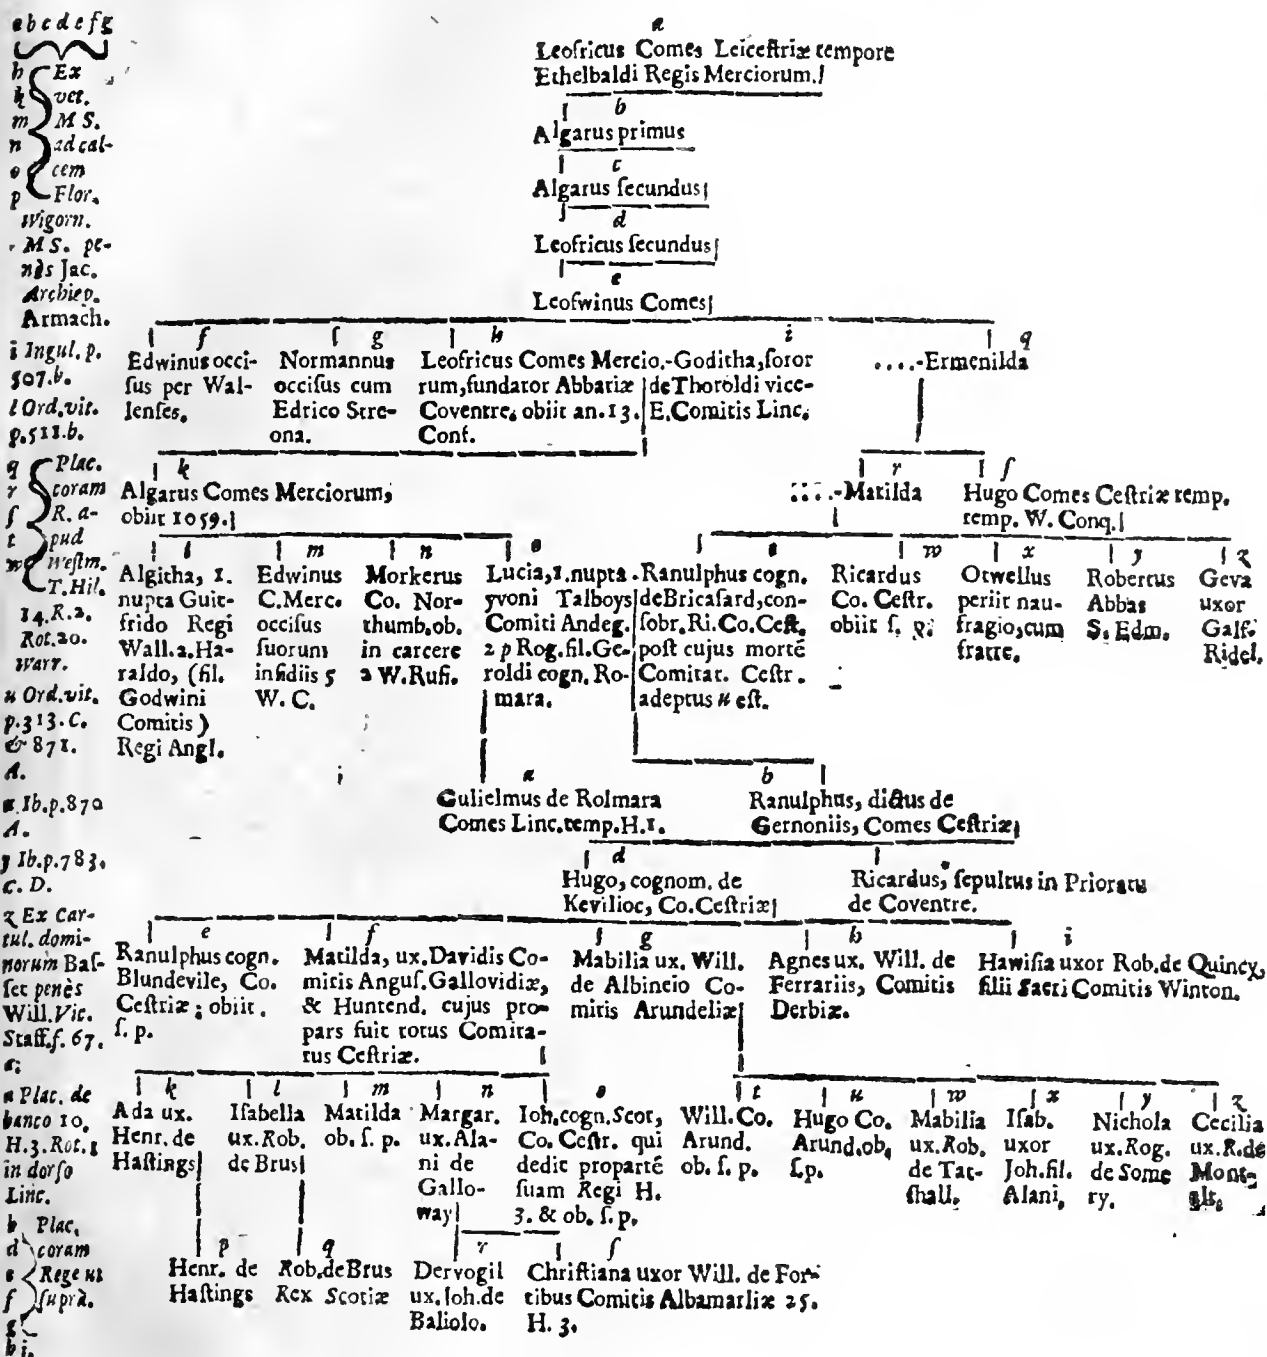 a b c d e f g
h Ex
k vet.
m M S.
n ad cal-
o cem
p Flor.
Wigorn.
M S. pe-
nès Jac.
Archiep.
Armach.
i Ingul. p.
507. b.
l Ord. vit.
p. 511. b.
q Plac.
r coram
ſ R. a-
t pud
w Weſtm.
T. Hil.
14. R. 2.
Rot. 20.
Warr.
u Ord. vit.
p. 313. C.
& 871.
A.
x Ib. p. 870
A.
y Ib. p. 783.
C. D.
z Ex Car-
tul. domi-
norum Baſ-
ſet penès
Will. Vic.
Staff. f. 67.
a Plac. de
banco 10.
H. 3. Rot. 
in dorſo
Linc.
b Plac.
d coram
e Rege ut
f ſuprà.
g
h i.
a
Leofricus Comes Leiceſtriæ tempore
Ethelbaldi Regis Merciorum.
b
Algarus primus
c
Algarus ſecundus
d
Leofricus ſecundus
e
Leofwinus Comes
f g h i q
Edwinus occi-
ſus per Wal-
lenſes.
Normannus
occiſus cum
Edrico Stre-
ona.
Leofricus Comes Mercio-
rum, fundator Abbatiæ
Coventre, obiit an. 13.
Conf.
-Goditha, ſoror
deThoroldi vice-
E. Comitis Linc.
....-Ermenilda
k
Algarus Comes Merciorum,
obiit 1059.
r ſ
....-Matilda
Hugo Comes Ceſtriæ temp.
temp. W. Conq.
l m n o w x y z
Algitha, 1.
nupta Guit-
frido Regi
Wall. 2. Ha-
raldo, (fil.
Godwini
Comitis)
Regi Angl.
Edwinus
C. Merc.
occiſus
ſuorum
inſidiis 5
W. C.
Morkerus
Co. Nor-
thumb. ob.
in carcere
2 W. Rufi.
Lucia, 1. nupta
yvoni Talboys
Comiti Andeg.
2 p Rog. fil. Ge-
roldi cogn. Ro-
mara.
-Ranulphus cogn.
deBricaſard, con-
ſobr. Ri. Co. Ceſt.
poſt cujus morté
Comitat. Ceſtr.
adeptus u eſt.
Ricardus
Co. Ceſtr.
obiit ſ. p.
Otwellus
periit nau-
fragio, cum
fratre.
Robertus
Abbas
S. Edm.
Geva
uxor
Galf.
Ridel.
a
Gulielmus de Rolmara
Comes Linc. temp. H. 1.
b
Ranulphus, dictus de
Gernoniis, Comes Ceſtriæ
d
Hugo, cognom. de
Kevilioc, Co. Ceſtriæ
Ricardus, ſepultus in Prioratu
de Coventre.
e f g h i
Ranulphus cogn.
Blundevile, Co.
Ceſtriæ; obiit.
ſ. p.
Matilda, ux. Davidis Co-
mitis Anguſ. Gallovidiæ,
& Huntend. cujus pro-
pars fuit totus Comita-
tus Ceſtriæ.
Mabilia ux. Will.
de Albineio Co-
mitis Arundeliæ
Agnes ux. Will. de
Ferrariis, Comitis
Derbiæ.
Hawiſia uxor Rob. de Quincy,
filii Saeri Comitis Winton.
k l m n o t u w x y z
Ada ux.
Henr. de
Haſtings
Iſabella
ux. Rob.
de Brus
Matilda
ob. ſ. p.
Margar.
ux. Ala-
ni de
Gallo-
way
Ioh. cogn. Scot,
Co. Ceſtr. qui
dedit proparté
ſuam Regi H.
3. & ob. ſ. p.
Will. Co.
Arund.
ob. ſ. p.
Hugo Co.
Arund. ob.
ſ. p.
Mabilia
ux. Rob.
de Tat-
ſhall.
Iſab.
uxor
Joh. fil.
Alani.
Nichola
ux. Rog.
de Some
ry.
Cecilia
ux. R. de
Mont-
alt.
p q r ſ
Henr. de
Haſtings
Rob. de Brus
Rex Scotiæ
Dervogil
ux. Ioh. de
Baliolo.
Chriſtiana uxor Will. de For-
tibus Comitis Albamarliæ 25.
H. 3.